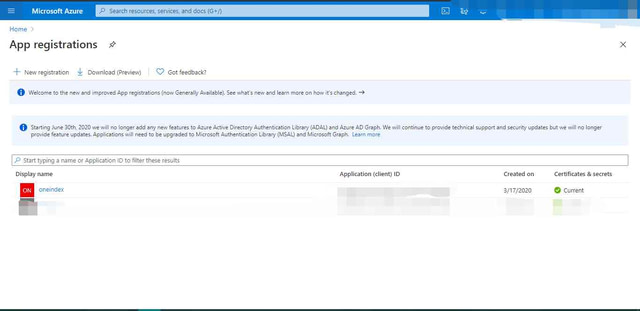 Microsoft Azure
Search resources, services, and docs (G+/)
Home
App registrations
New registration
Download (Preview)
Got feedback?
Welcome to the new and improved App registrations (now Generally Available). See what's new and learn more on how it's changed.
Starting June 30th, 2020 we will no longer add any new features to Azure Active Directory Authentication Library (ADAL) and Azure AD Graph. We will continue to provide technical support and security updates but we will no longer
provide feature updates. Applications will need to be upgraded to Microsoft Authentication Library (MSAL) and Microsoft Graph. Learn more
Start typing a name or Application ID to filter these results
Display name Application (client) ID Created on Certificates & secrets
ON oneindex 3/17/2020 Current